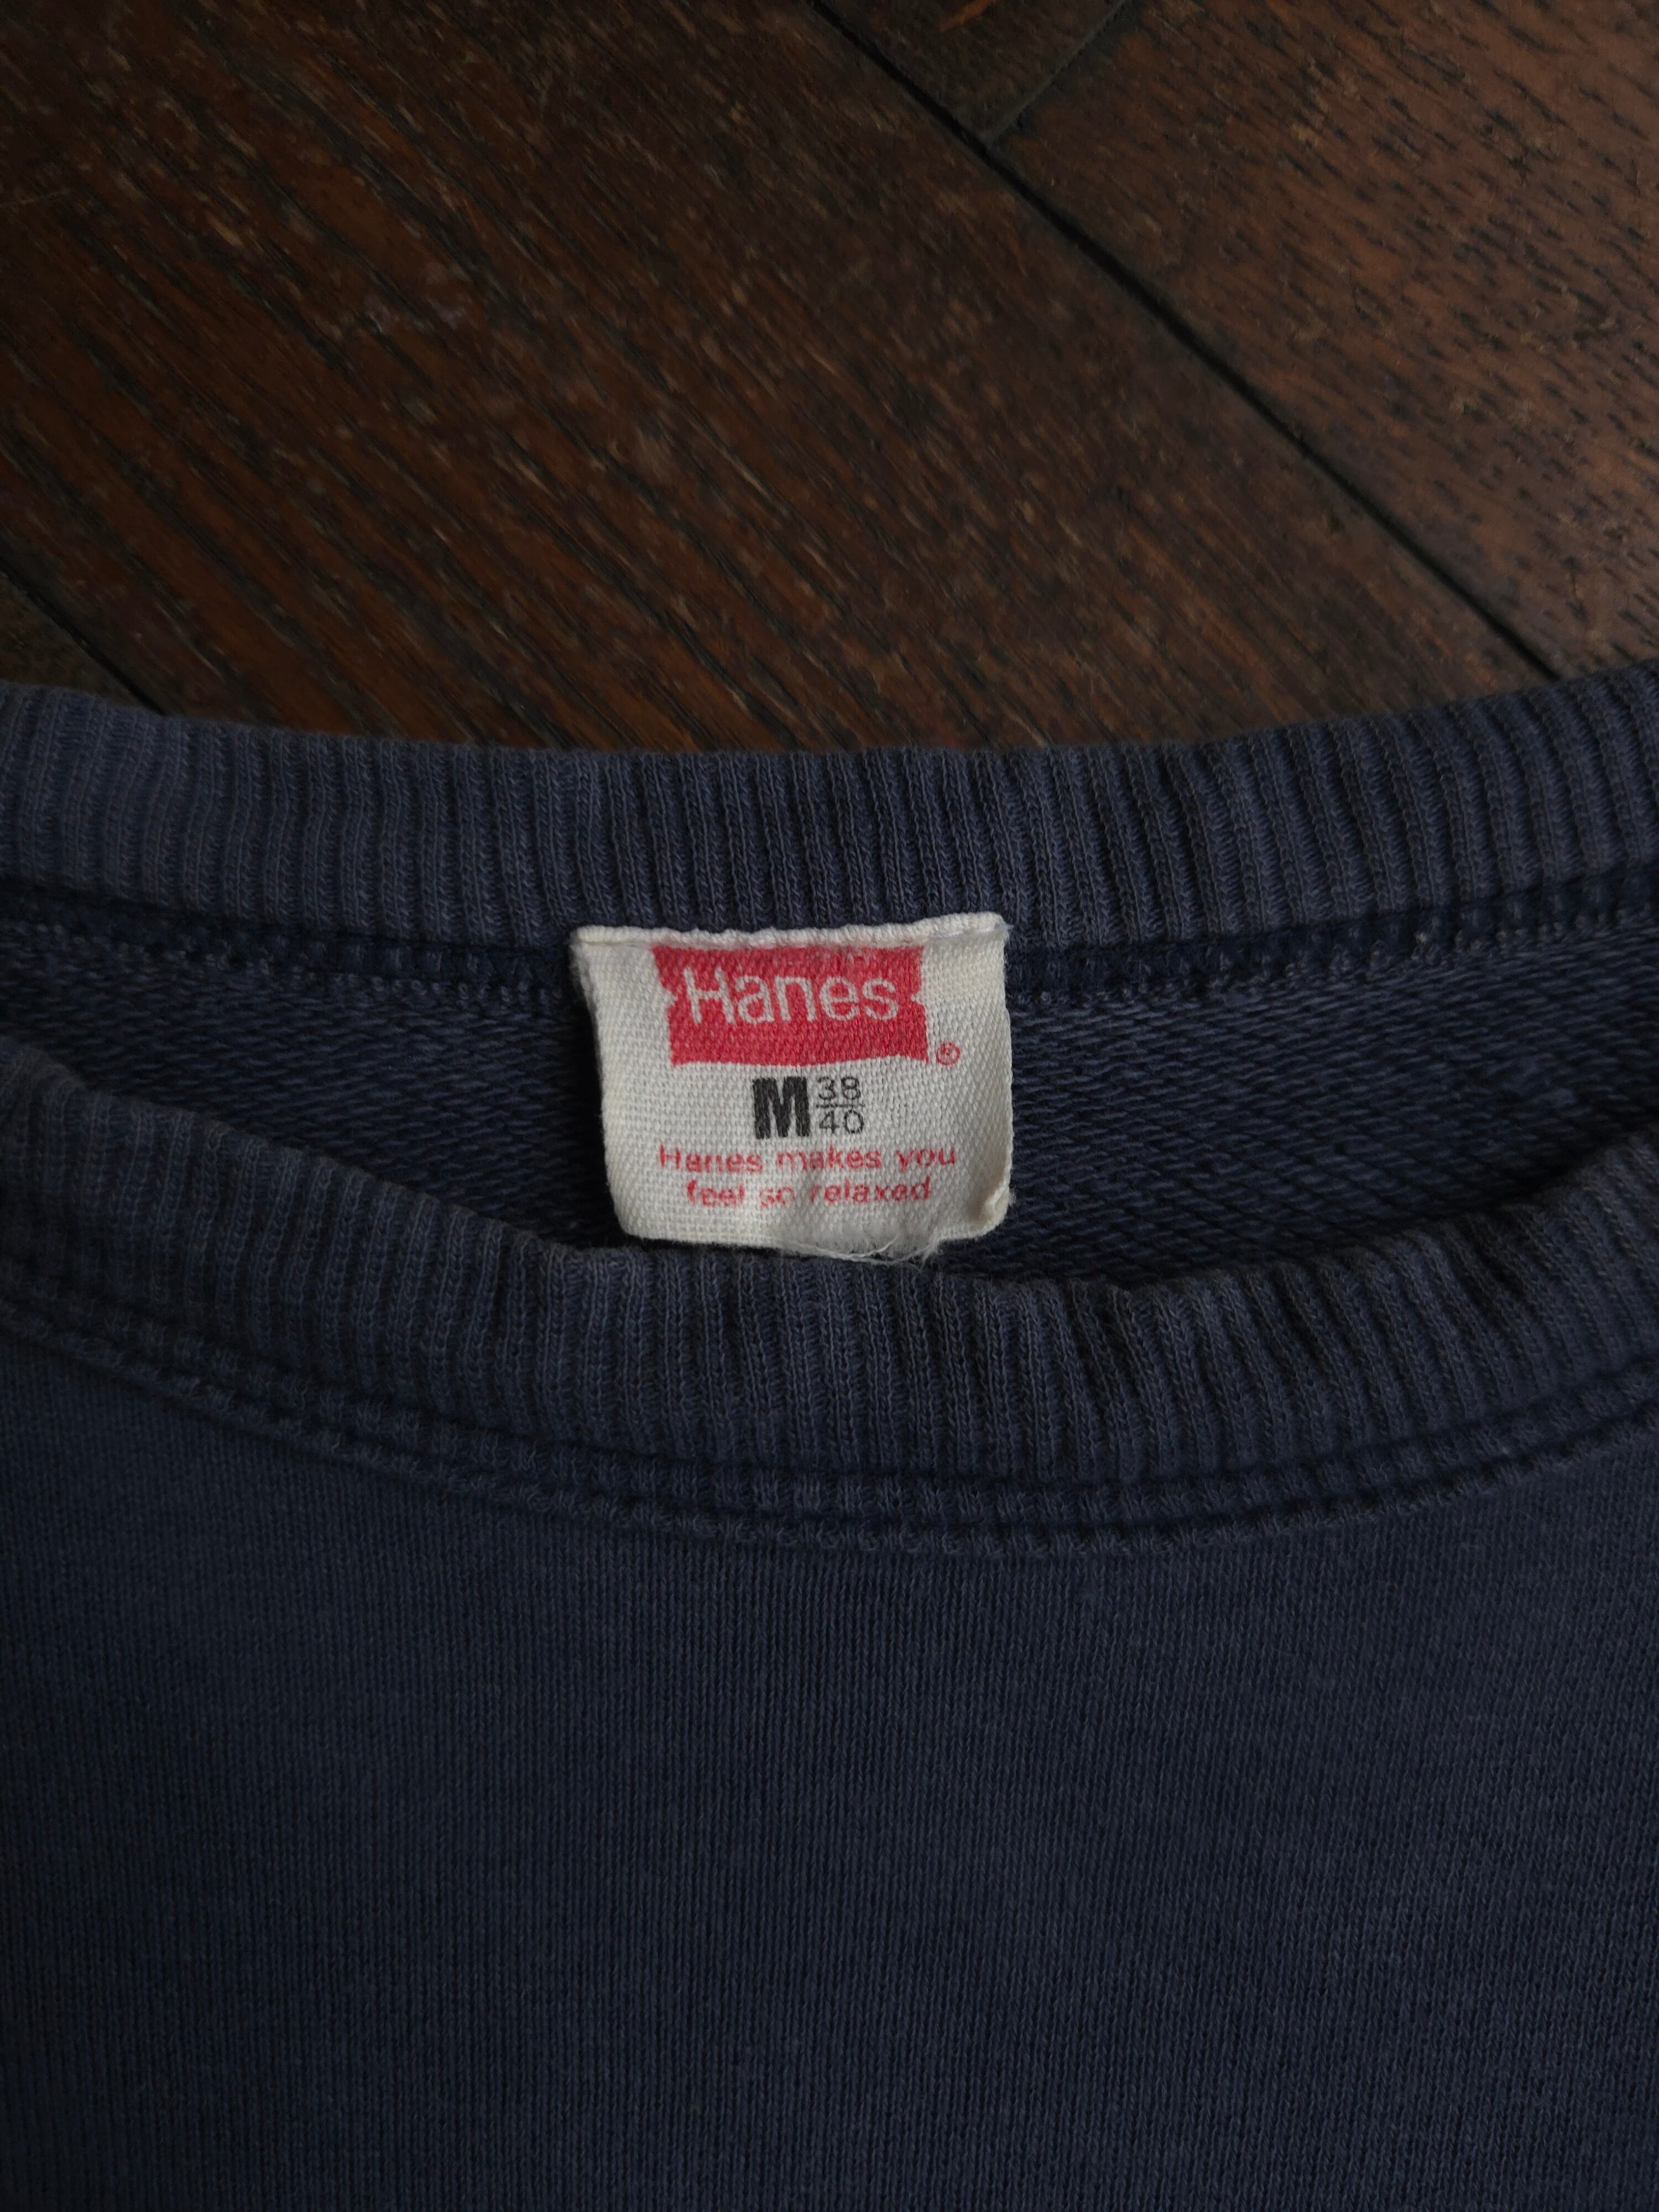 Hanes
®
M 38/40
Hanes makes you
feel so relaxed